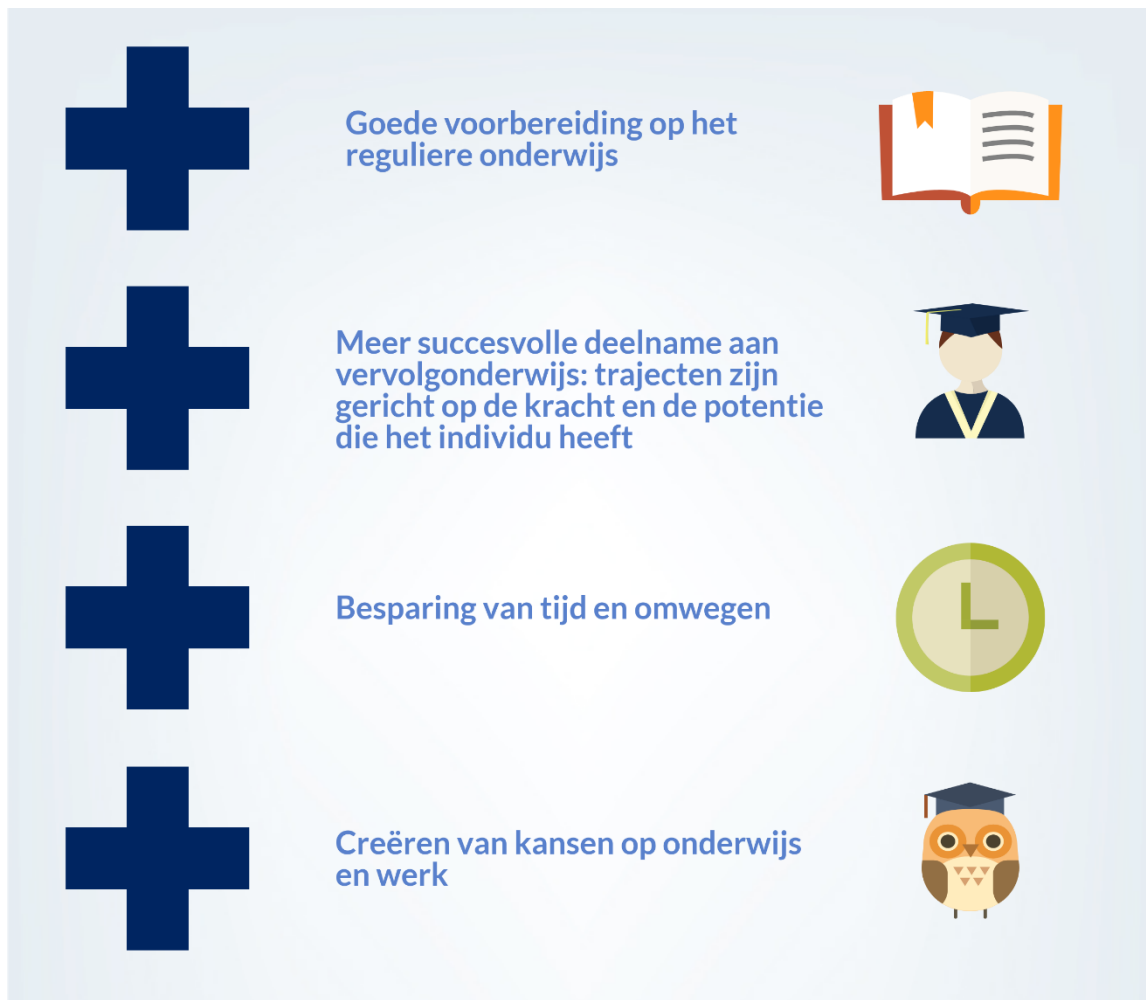 Goede voorbereiding op het
reguliere onderwijs
Meer succesvolle deelname aan
vervolgonderwijs: trajecten zijn
gericht op de kracht en de potentie
die het individu heeft
Besparing van tijd en omwegen
Creëren van kansen op onderwijs
en werk